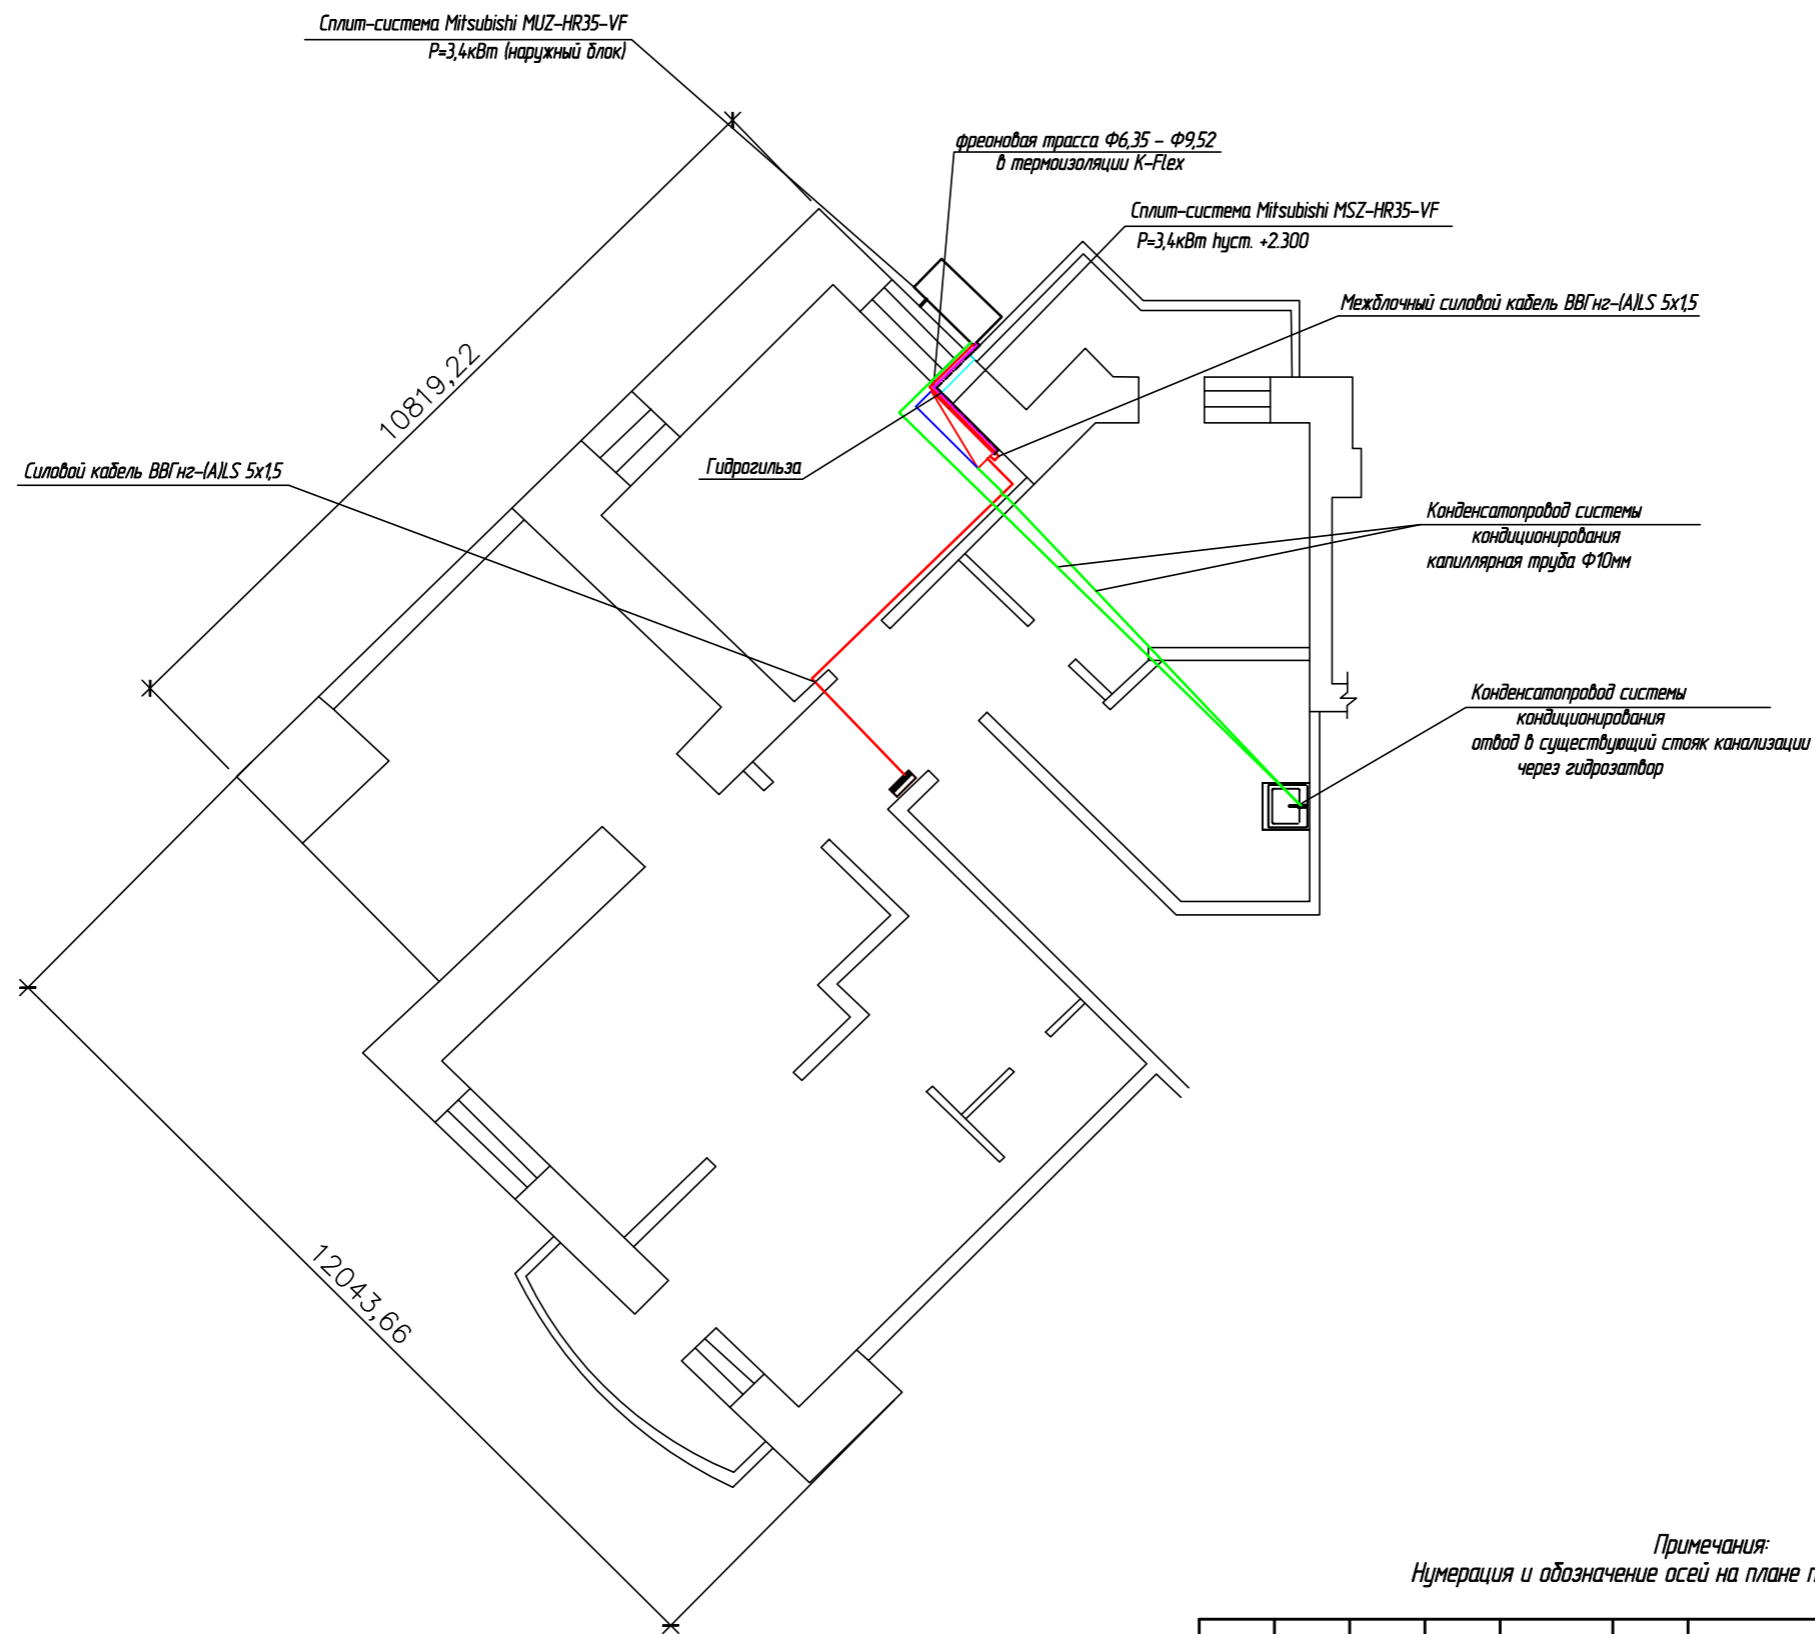 Сплит-система Mitsubishi MUZ-HR35-VF
P=3,4кВт (наружный блок)
фреоновая трасса Ф6,35 - Ф9,52
в термоизоляции K-Flex
Сплит-система Mitsubishi MSZ-HR35-VF
P=3,4кВт hуст. +2.300
Межблочный силовой кабель ВВГнг-(А)LS 5х1,5
10819,22
Силовой кабель ВВГнг-(А)LS 5х1,5
Гидрогильза
Конденсатопровод системы
кондиционирования
капиллярная труба Ф10мм
Конденсатопровод системы
кондиционирования
отвод в существующий стояк канализации
через гидрозатвор
12043,66
Примечания:
Нумерация и обозначение осей на плане